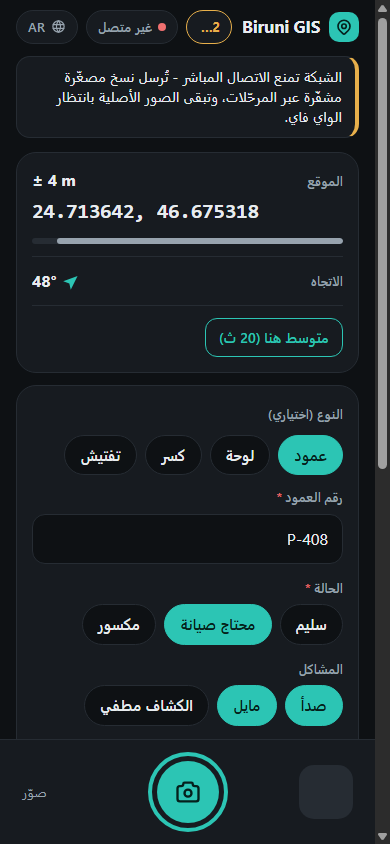 Biruni GIS
2...
غير متصل
AR
الشبكة تمنع الاتصال المباشر - تُرسل نسخ مصغّرة
مشفّرة عبر المرحّلات، وتبقى الصور الأصلية بانتظار
الواي فاي.
الموقع
± 4 m
24.713642, 46.675318
الاتجاه
48°
متوسط هنا (20 ث)
النوع (اختياري)
عمود لوحة كسر تفتيش
رقم العمود *
P-408
الحالة *
سليم محتاج صيانة مكسور
المشاكل
صدأ مايل الكشاف مطفي
صوّر